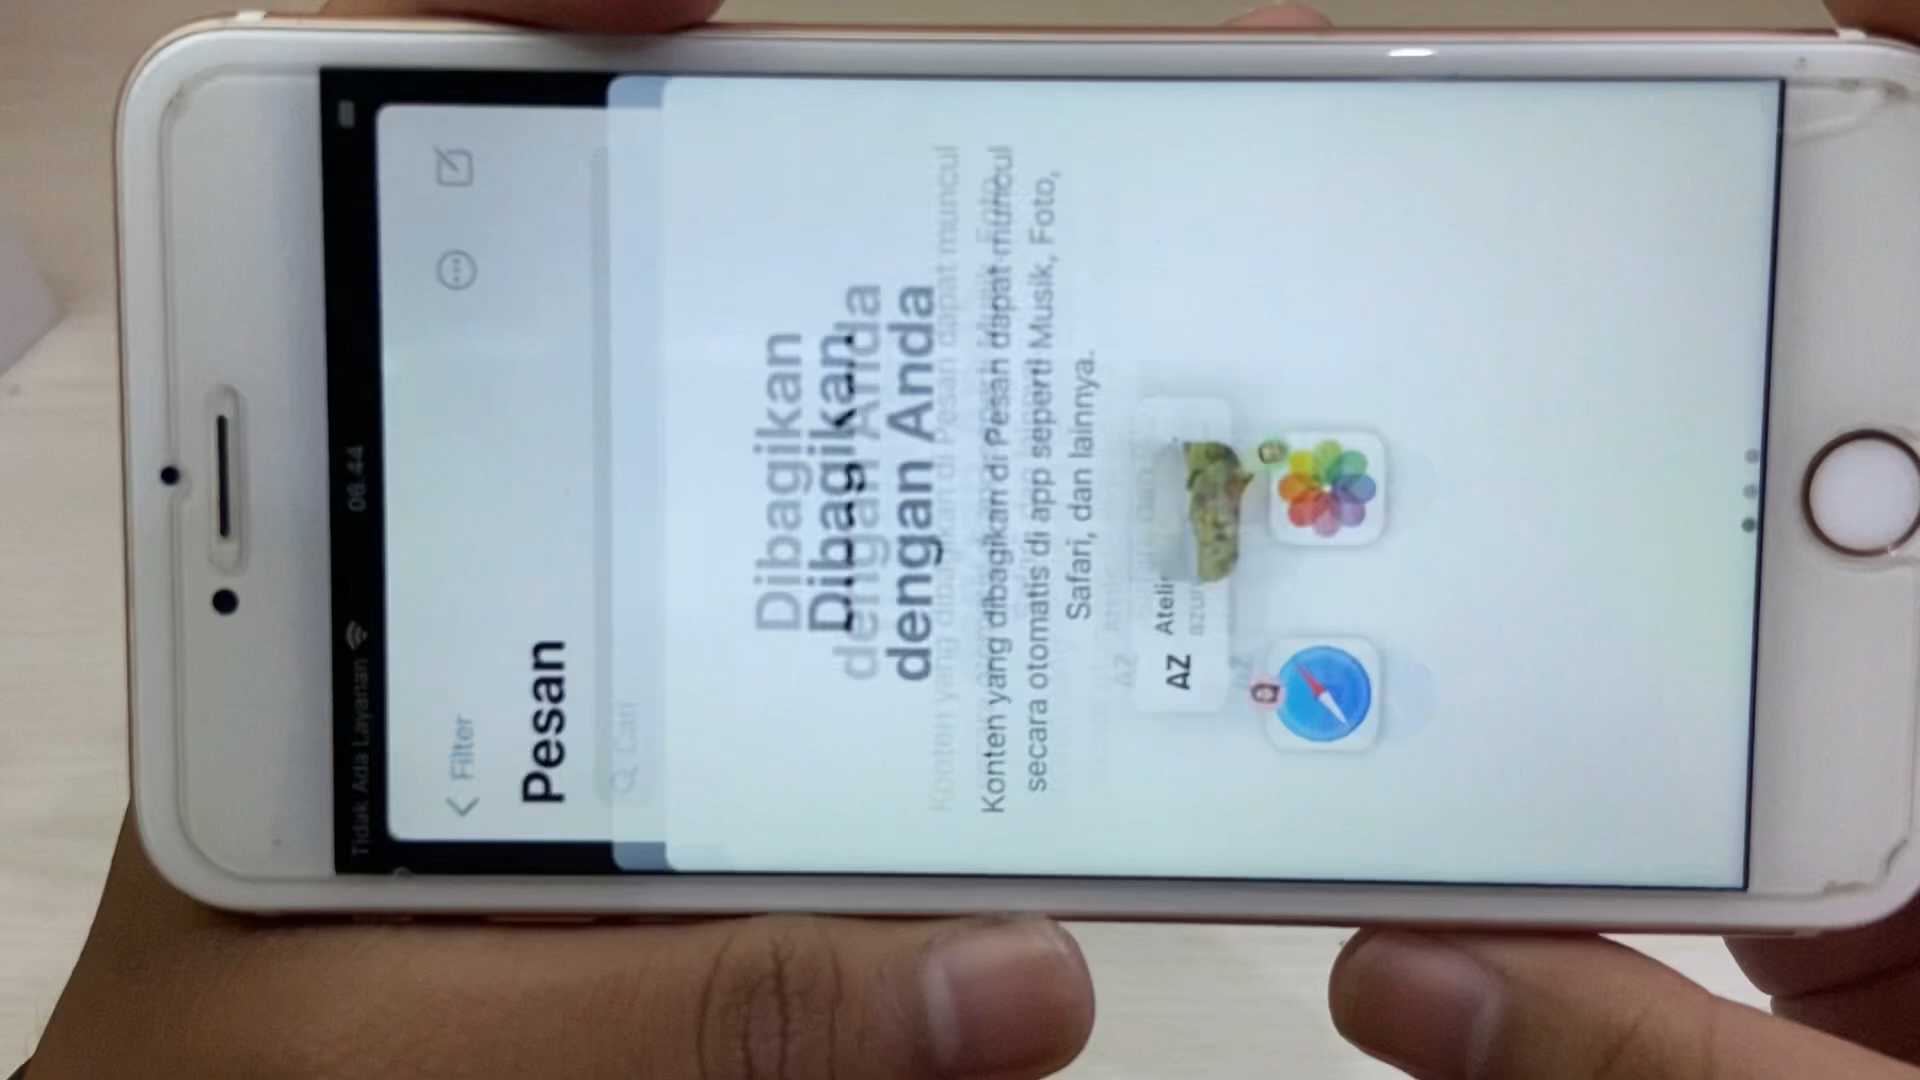 Tidak Ada Layanan
06.44
Filter
Pesan
Cari
Dibagikan
dengan Anda
Konten yang dibagikan di Pesan dapat muncul
secara otomatis di app seperti Musik, Foto,
Safari, dan lainnya.
AZ